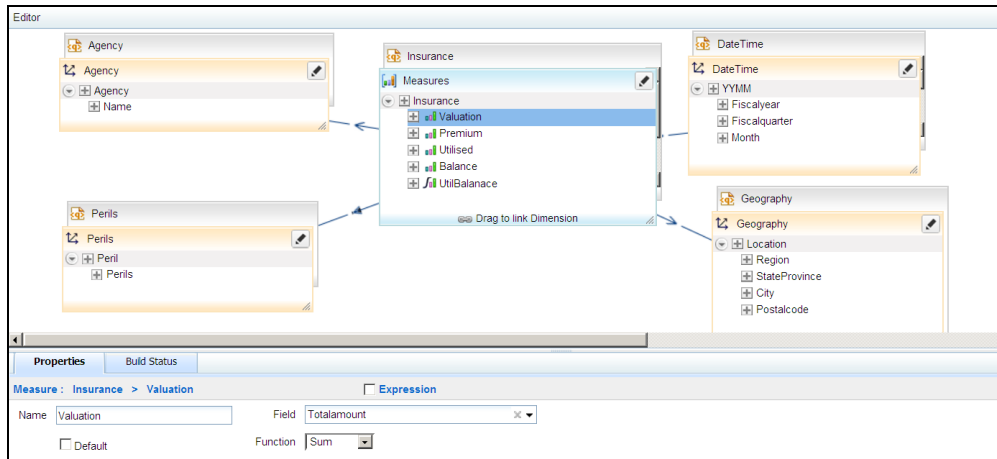 Editor
Agency
Agency
Agency
Name
Insurance
Measures
Insurance
Valuation
Premium
Utilised
Balance
UtilBalanace
Drag to link Dimension
DateTime
DateTime
YYMM
Fiscalyear
Fiscalquarter
Month
Perils
Perils
Peril
Perils
Geography
Geography
Location
Region
StateProvince
City
Postalcode
Properties Build Status
Measure : Insurance > Valuation Expression
Name Valuation Field Totalamount
Default Function Sum